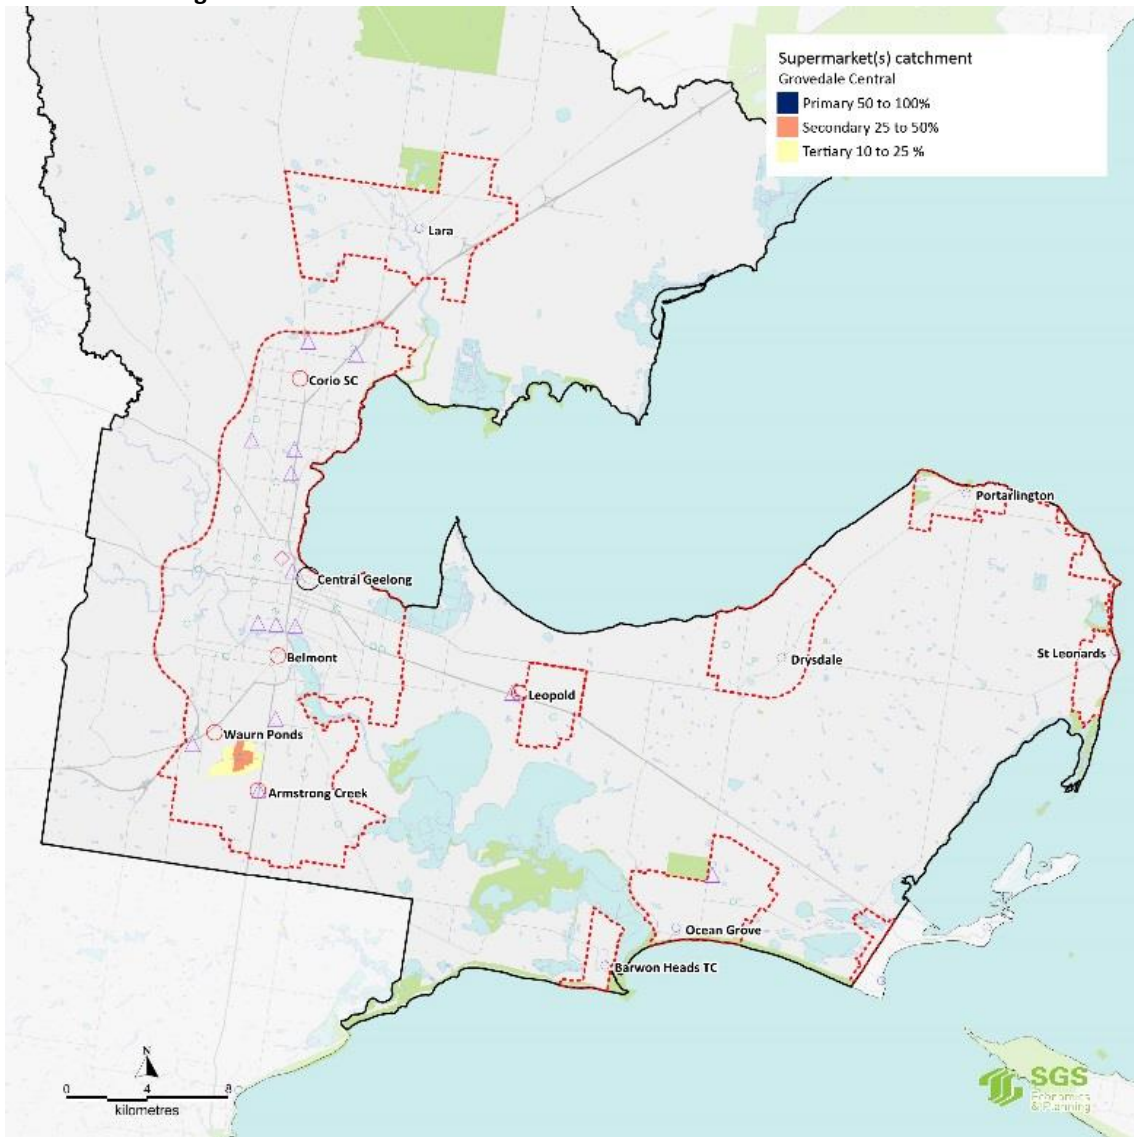 Supermarket(s) catchment
Grovedale Central
Primary 50 to 100%
Secondary 25 to 50%
Tertiary 10 to 25 %
Lara
Corio SC
Portarlington
Central Geelong
Belmont
Drysdale
St Leonards
Leopold
Waurn Ponds
Armstrong Creek
Ocean Grove
Barwon Heads TC
N
0 4 8
kilometres
SGS
Economics
& Planning